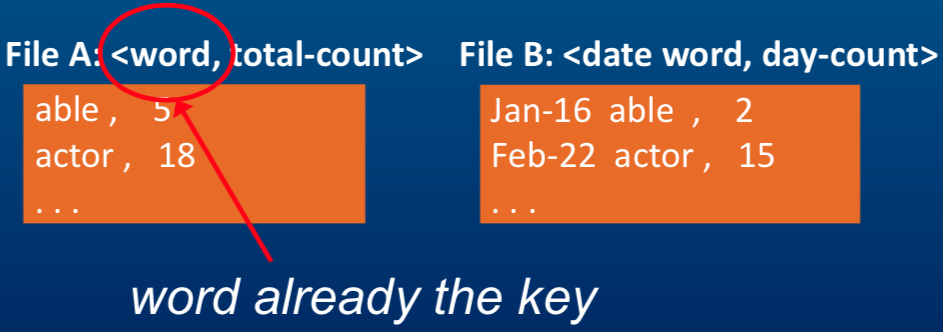 File A: <word, total-count>
able , 5
actor , 18
. . .
File B: <date word, day-count>
Jan-16 able , 2
Feb-22 actor , 15
. . .
word already the key